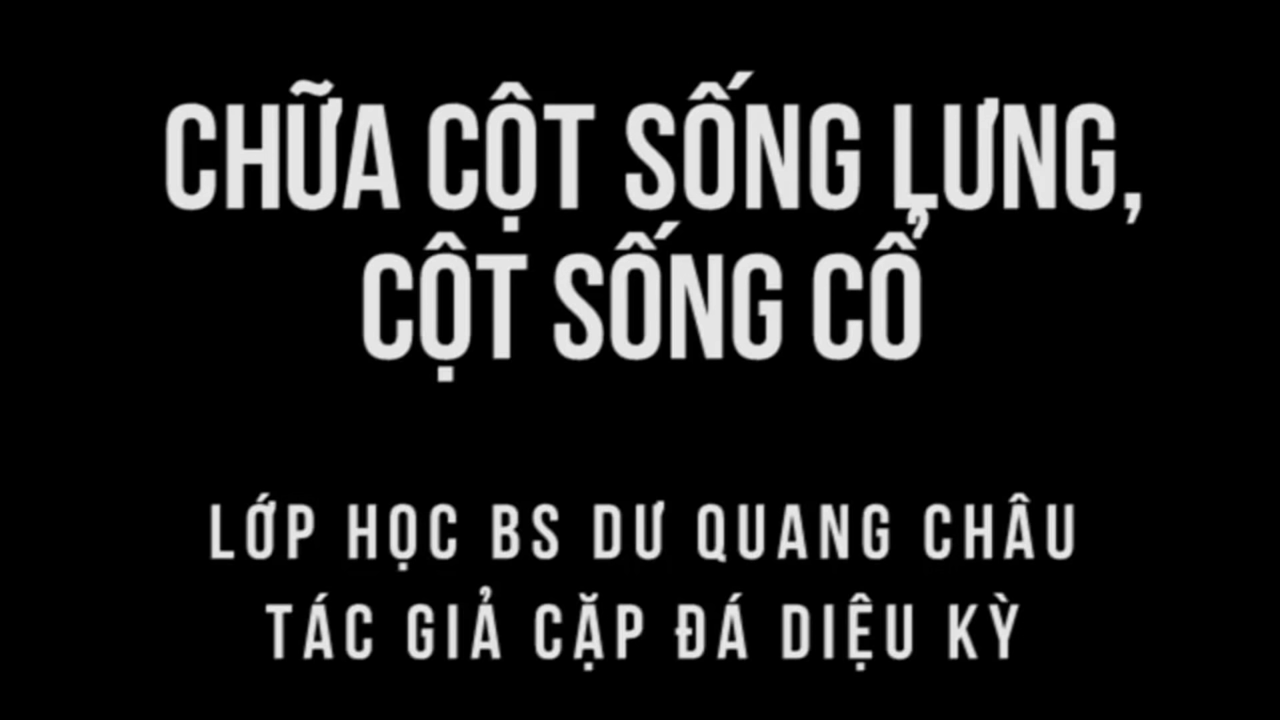 CHỮA CỘT SỐNG LƯNG,
CỘT SỐNG CỔ
LỚP HỌC BS DƯ QUANG CHÂU
TÁC GIẢ CẶP ĐÁ DIỆU KỲ